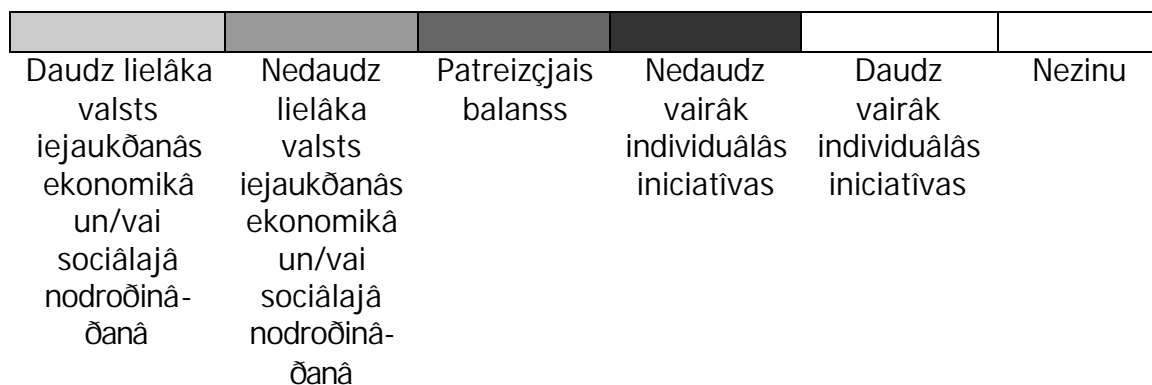 Daudz lielâka
valsts
iejaukðanâs
ekonomikâ
un/vai
sociâlajâ
nodroðinâ-
ðanâ
Nedaudz
lielâka
valsts
iejaukðanâs
ekonomikâ
un/vai
sociâlajâ
nodroðinâ-
ðanâ
Patreizçjais
balanss
Nedaudz
vairâk
individuâlâs
iniciatîvas
Daudz
vairâk
individuâlâs
iniciatîvas
Nezinu